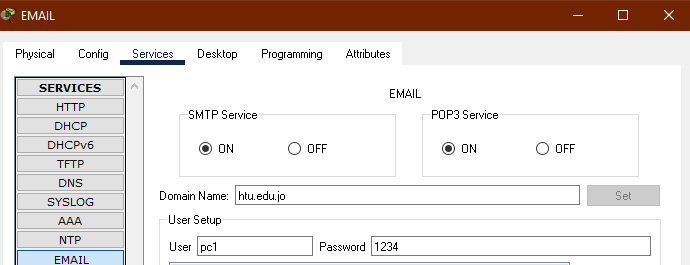 EMAIL
Physical Config Services Desktop Programming Attributes
SERVICES
HTTP
DHCP
DHCPv6
TFTP
DNS
SYSLOG
AAA
NTP
EMAIL
EMAIL
SMTP Service
ON OFF
POP3 Service
ON OFF
Domain Name: htu.edu.jo Set
User Setup
User pc1 Password 1234